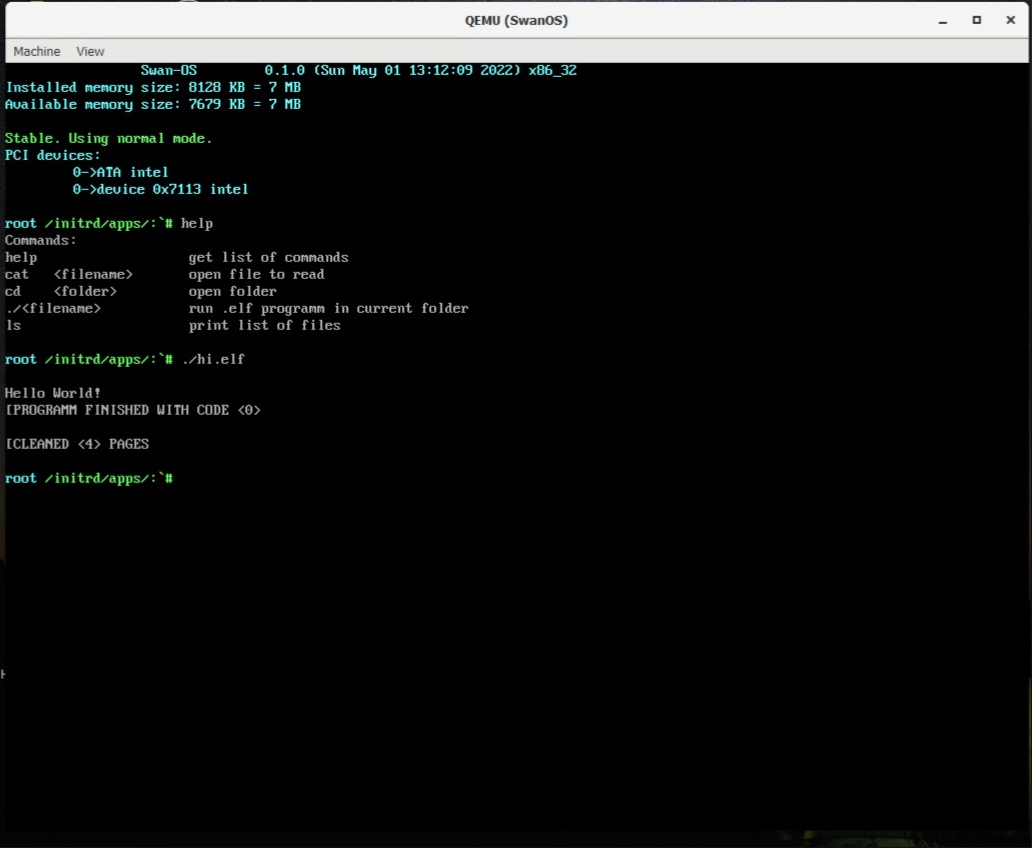 QEMU (SwanOS)
Machine View
Swan-OS 0.1.0 (Sun May 01 13:12:09 2022) x86_32
Installed memory size: 8128 KB = 7 MB
Available memory size: 7679 KB = 7 MB
Stable. Using normal mode.
PCI devices:
0->ATA intel
0->device 0x7113 intel
root /initrd/apps/:`# help
Commands:
help get list of commands
cat <filename> open file to read
cd <folder> open folder
./<filename> run .elf programm in current folder
ls print list of files
root /initrd/apps/:`# ./hi.elf
Hello World!
[PROGRAMM FINISHED WITH CODE <0>
[CLEANED <4> PAGES
root /initrd/apps/:`#